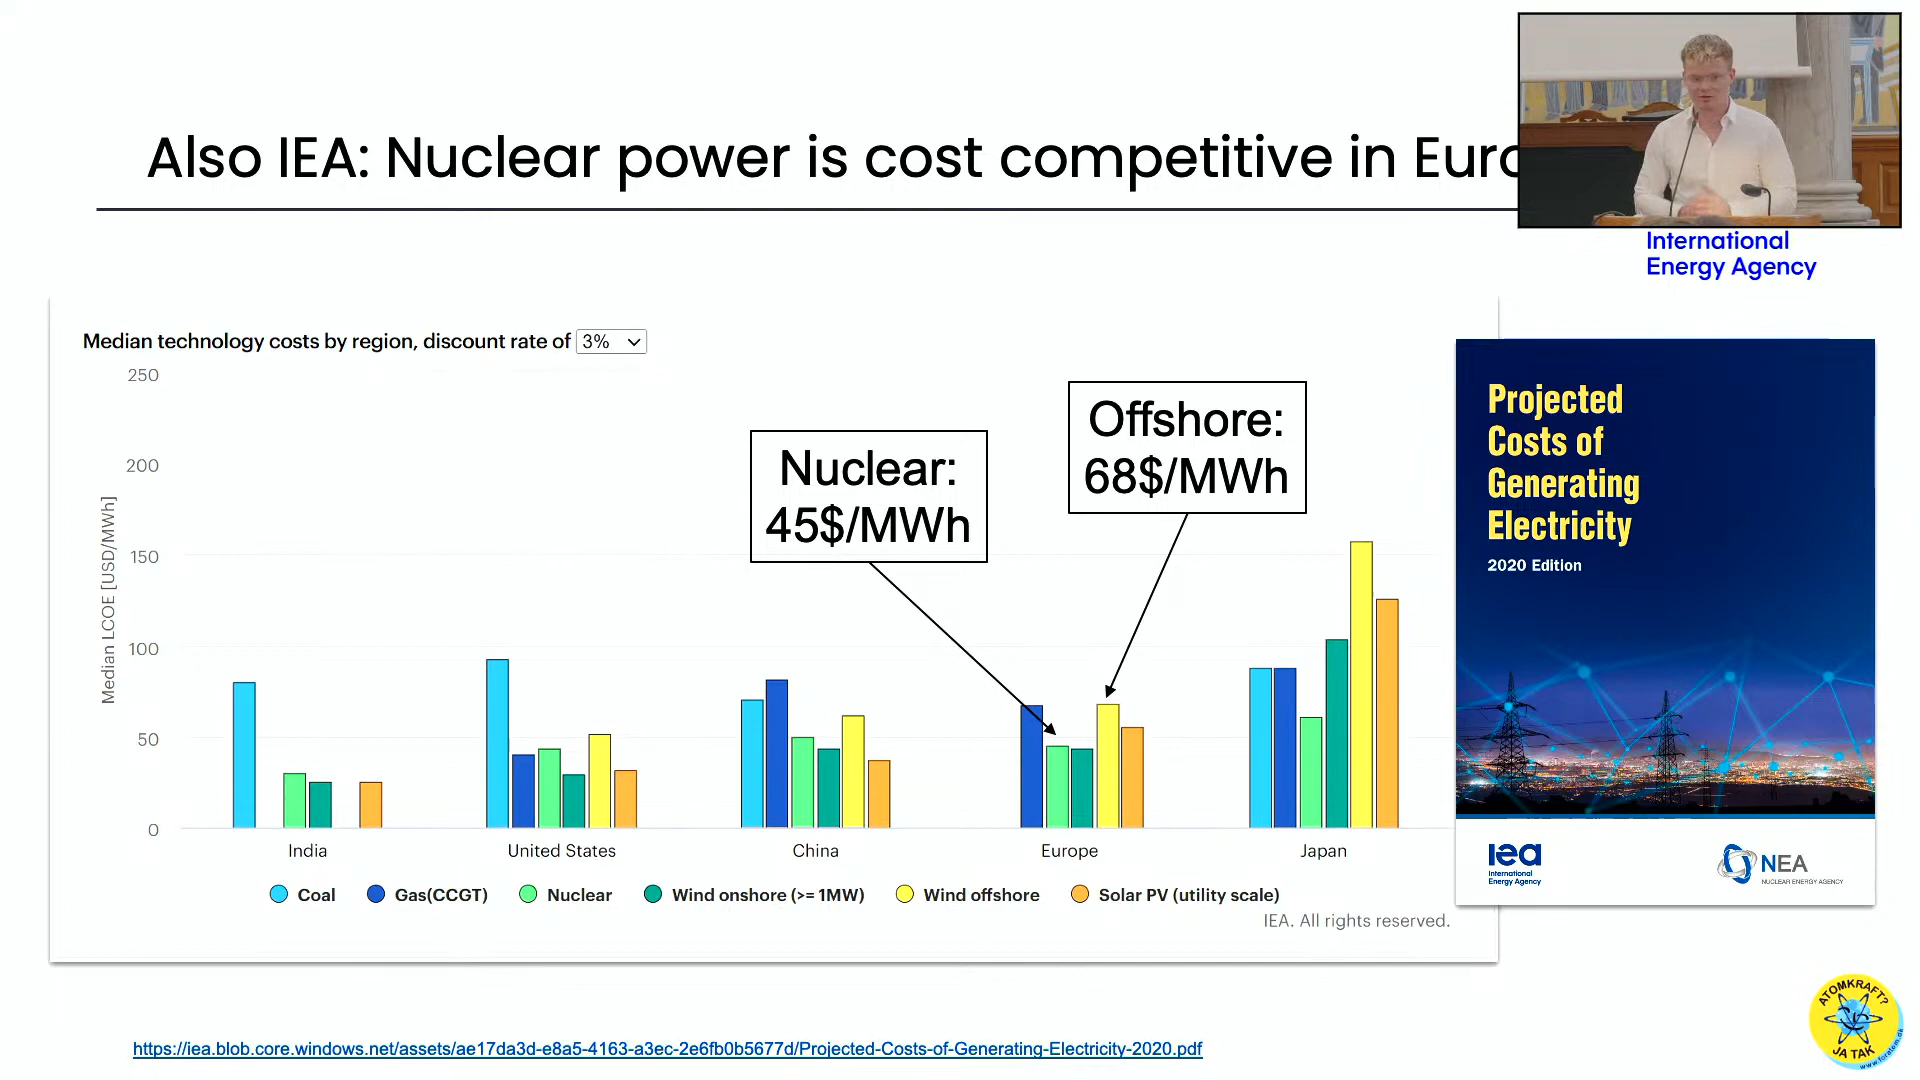 Also IEA: Nuclear power is cost competitive in Euro
International
Energy Agency
Median technology costs by region, discount rate of 3%
Median LCOE [USD/MWh]
250
200
150
100
50
0
Nuclear:
45$/MWh
Offshore:
68$/MWh
India
United States
China
Europe
Japan
Coal
Gas(CCGT)
Nuclear
Wind onshore (>= 1MW)
Wind offshore
Solar PV (utility scale)
IEA. All rights reserved.
Projected
Costs of
Generating
Electricity
2020 Edition
iea
International
Energy Agency
NEA
NUCLEAR ENERGY AGENCY
https://iea.blob.core.windows.net/assets/ae17da3d-e8a5-4163-a3ec-2e6fb0b5677d/Projected-Costs-of-Generating-Electricity-2020.pdf
ATOMKRAFT?
JA TAK